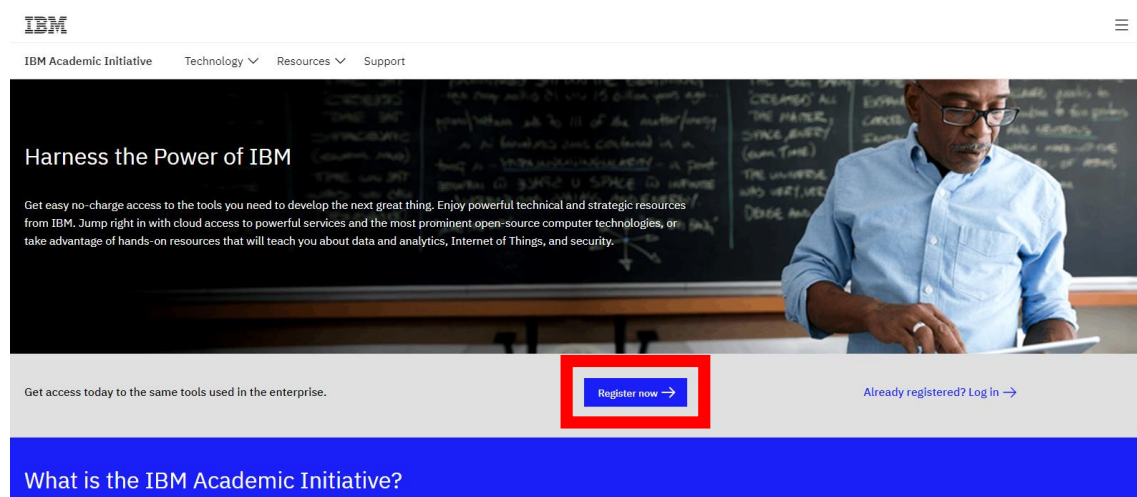 IBM
IBM Academic Initiative Technology Resources Support
Harness the Power of IBM
Get easy no-charge access to the tools you need to develop the next great thing. Enjoy powerful technical and strategic resources
from IBM. Jump right in with cloud access to powerful services and the most prominent open-source computer technologies, or
take advantage of hands-on resources that will teach you about data and analytics, Internet of Things, and security.
Get access today to the same tools used in the enterprise.
Register now →
Already registered? Log in →
What is the IBM Academic Initiative?